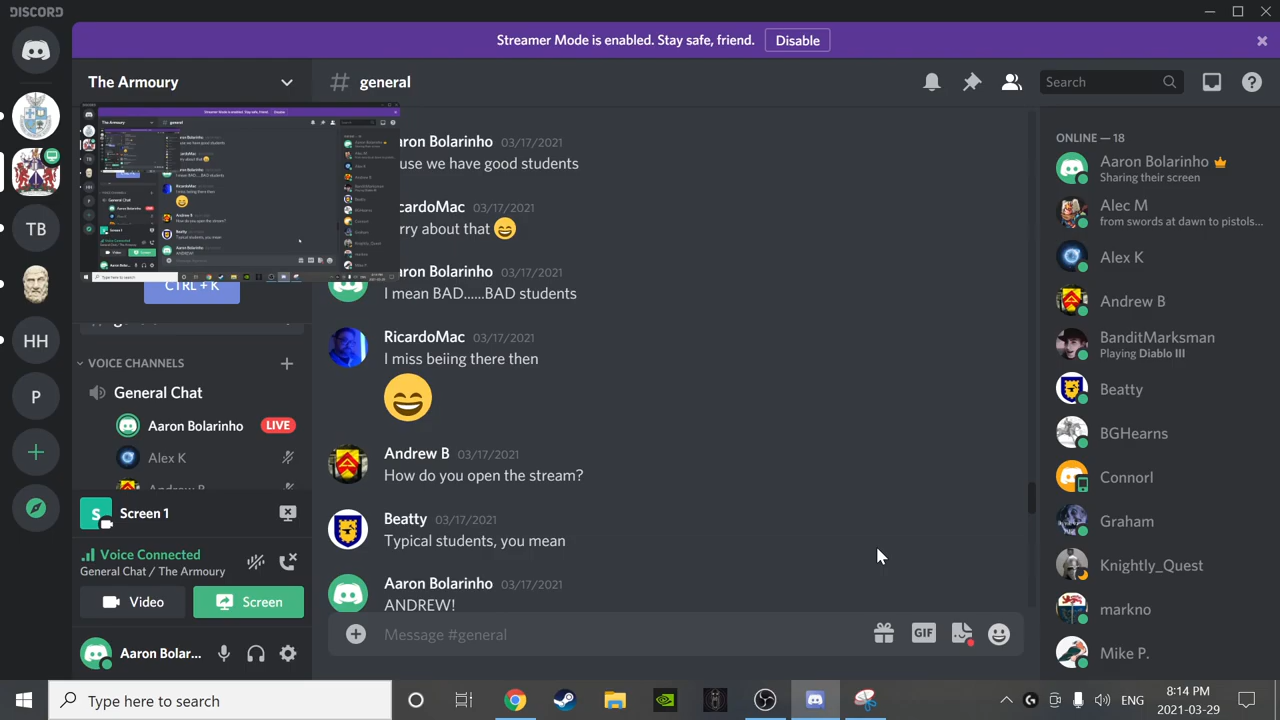 DISCORD
Streamer Mode is enabled. Stay safe, friend.
Disable
The Armoury
# general
Search
Bolarinho 03/17/2021
we have good students
03/17/2021
about that
Bolarinho 03/17/2021
I mean BAD......BAD students
RicardoMac 03/17/2021
I miss beiing there then
Andrew B 03/17/2021
How do you open the stream?
Beatty 03/17/2021
Typical students, you mean
Aaron Bolarinho 03/17/2021
ANDREW!
Message #general
GIF
TB
HH
P
CTRL + K
VOICE CHANNELS
General Chat
Aaron Bolarinho LIVE
Alex K
Andrew B
S
Screen 1
Voice Connected
General Chat / The Armoury
Video
Screen
Aaron Bolar...
ONLINE — 18
Aaron Bolarinho
Sharing their screen
Alec M
from swords at dawn to pistols...
Alex K
Andrew B
BanditMarksman
Playing Diablo III
Beatty
BGHearns
Connorl
Graham
Knightly_Quest
markno
Mike P.
Type here to search
ENG
8:14 PM
2021-03-29